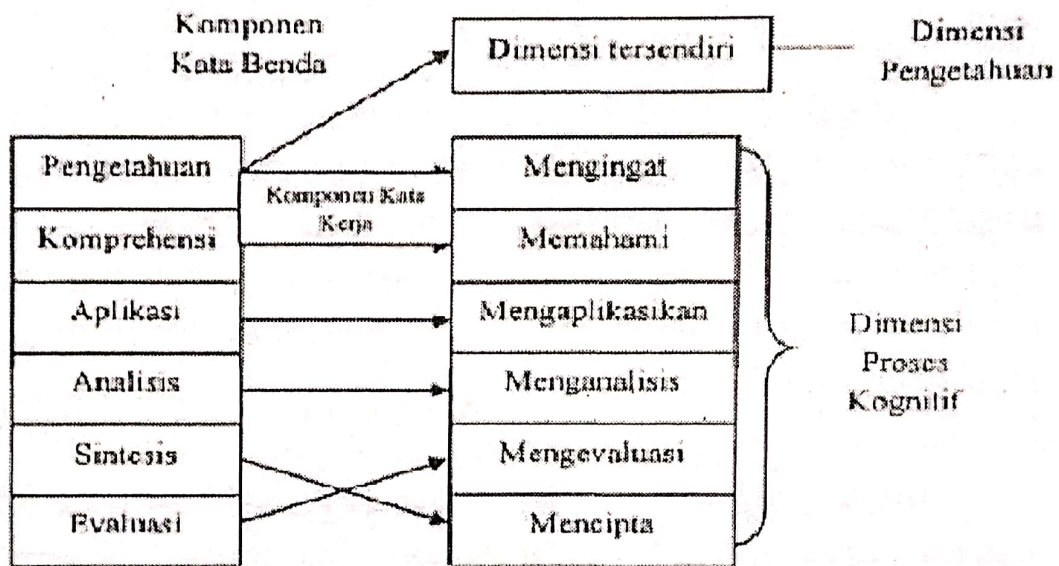 Komponen
Kata Benda
Dimensi tersendiri
Dimensi
Pengetahuan
Pengetahuan
Komponen Kata
Kerja
Mengingat
Komprehensi
Memahami
Aplikasi
Mengaplikasikan
Analisis
Menganalisis
Sintesis
Mengevaluasi
Evaluasi
Mencipta
Dimensi
Proses
Kognitif